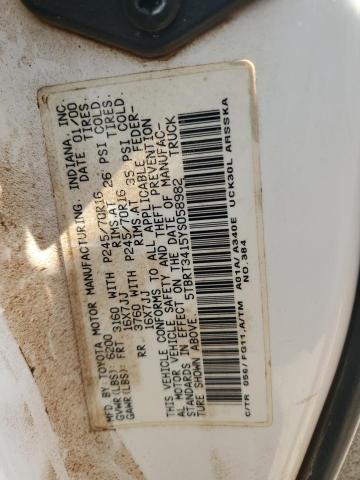 MFD BY TOYOTA MOTOR MANUFACTURING, INDIANA, INC.
GVWR(LBS) 6200 DATE 01/00
GAWR(LBS): FRT 3160 WITH P245/70R16 TIRES.
16X7JJ RIMS.AT 26 PSI COLD.
RR 3760 WITH P245/70R16 TIRES.
16X7JJ RIMS.AT 35 PSI COLD.
THIS VEHICLE CONFORMS TO ALL APPLICABLE FEDER-
AL MOTOR VEHICLE SAFETY AND THEFT PREVENTION
STANDARDS IN EFFECT ON THE DATE OF MANUFAC-
TURE SHOWN ABOVE.
5TBRT3415YS058982 TRUCK
C/TR 056/FG11.A/TM A01A/A340E UCK30L ARSSKA
NO.384